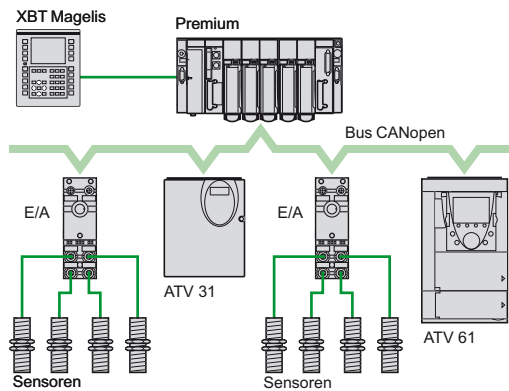 XBT Magelis
Premium
Bus CANopen
E/A
E/A
ATV 31
ATV 61
Sensoren
Sensoren